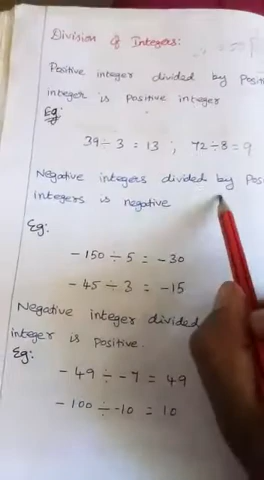 Division of Integers:
Positive integer divided by
integer is positive integer
Eg:
39 ÷ 3 = 13 ; 72 ÷ 8 = 9
Negative integers divided by
integers is negative
Eg:
- 150 ÷ 5 = - 30
- 45 ÷ 3 = - 15
Negative integer divided
integer is positive.
Eg:
- 49 ÷ - 7 = 49
- 100 ÷ - 10 = 10